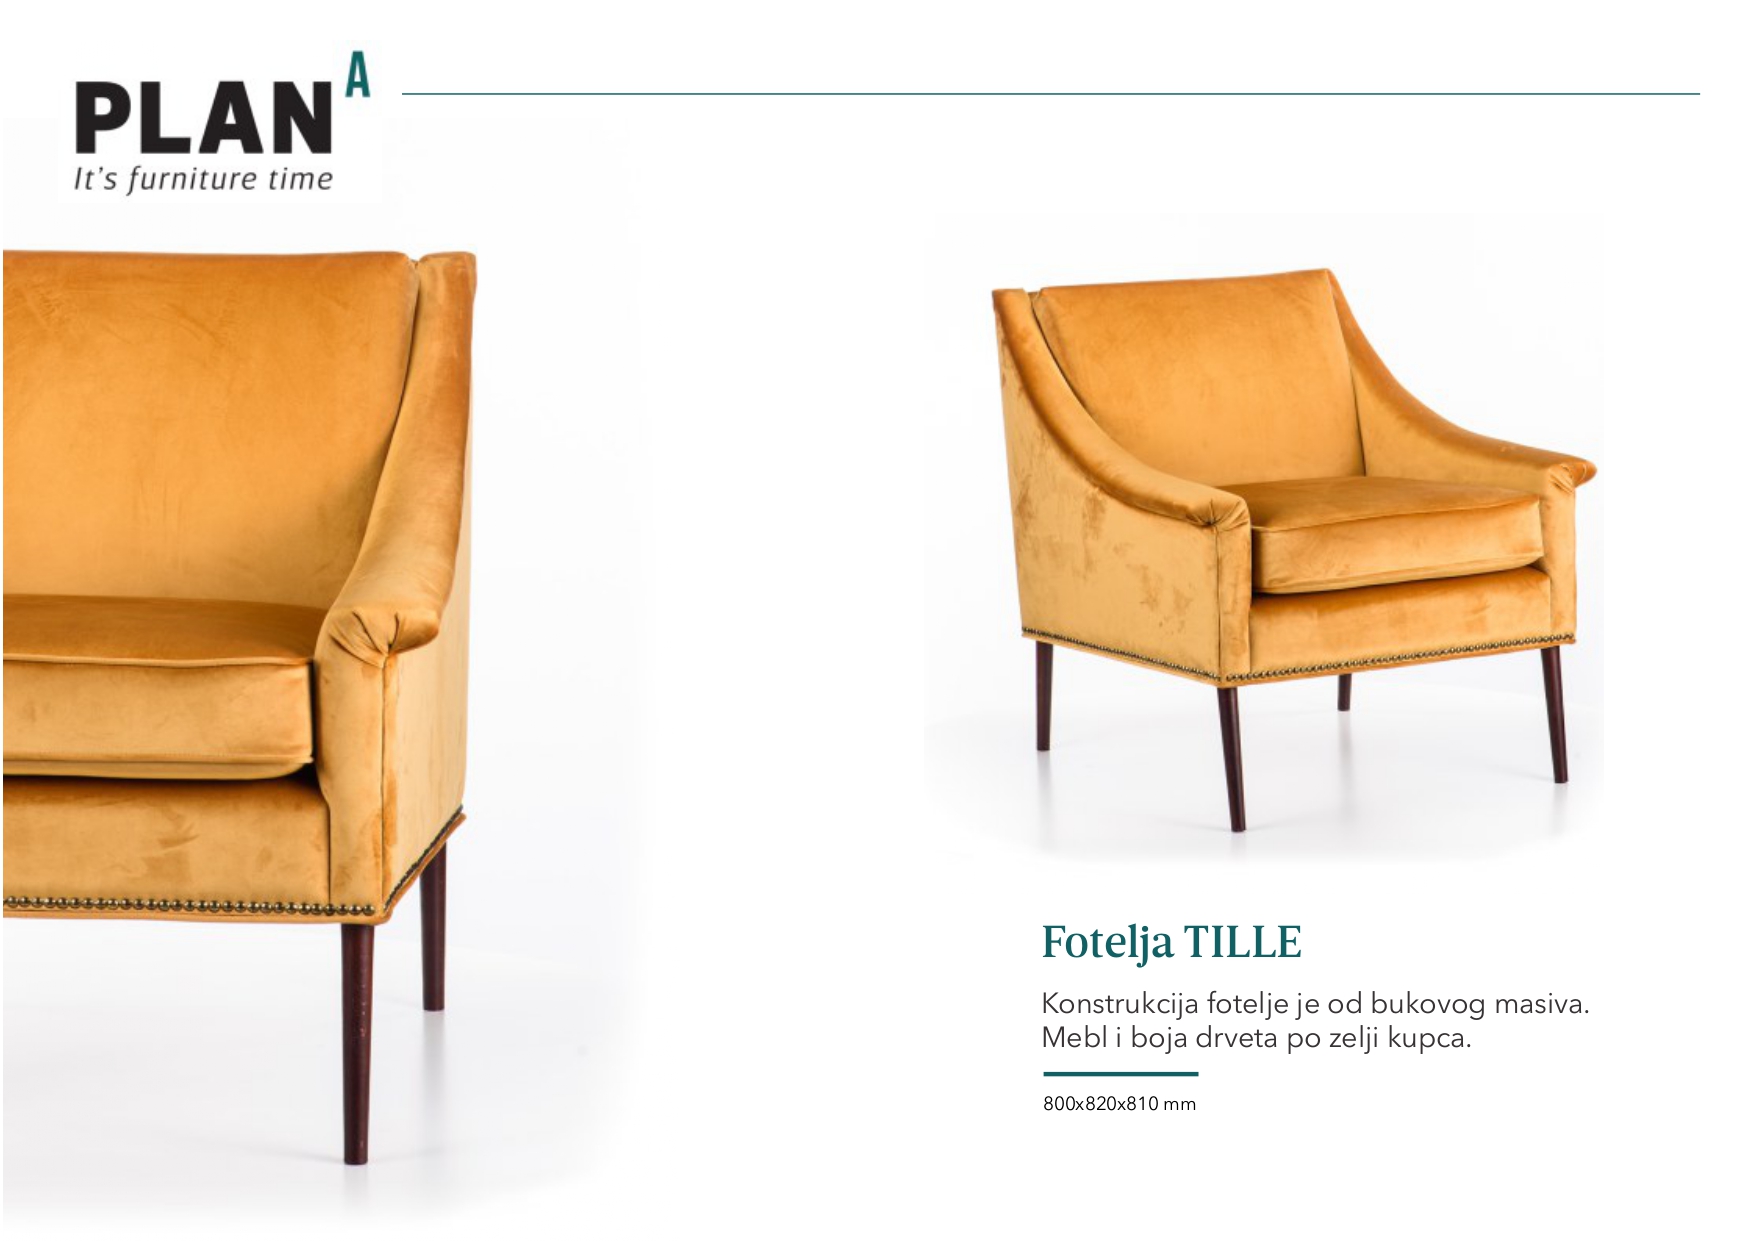 PLAN A
It's furniture time
Fotelja TILLE
Konstrukcija fotelje je od bukovog masiva.
Mebl i boja drveta po zelji kupca.
800x820x810 mm